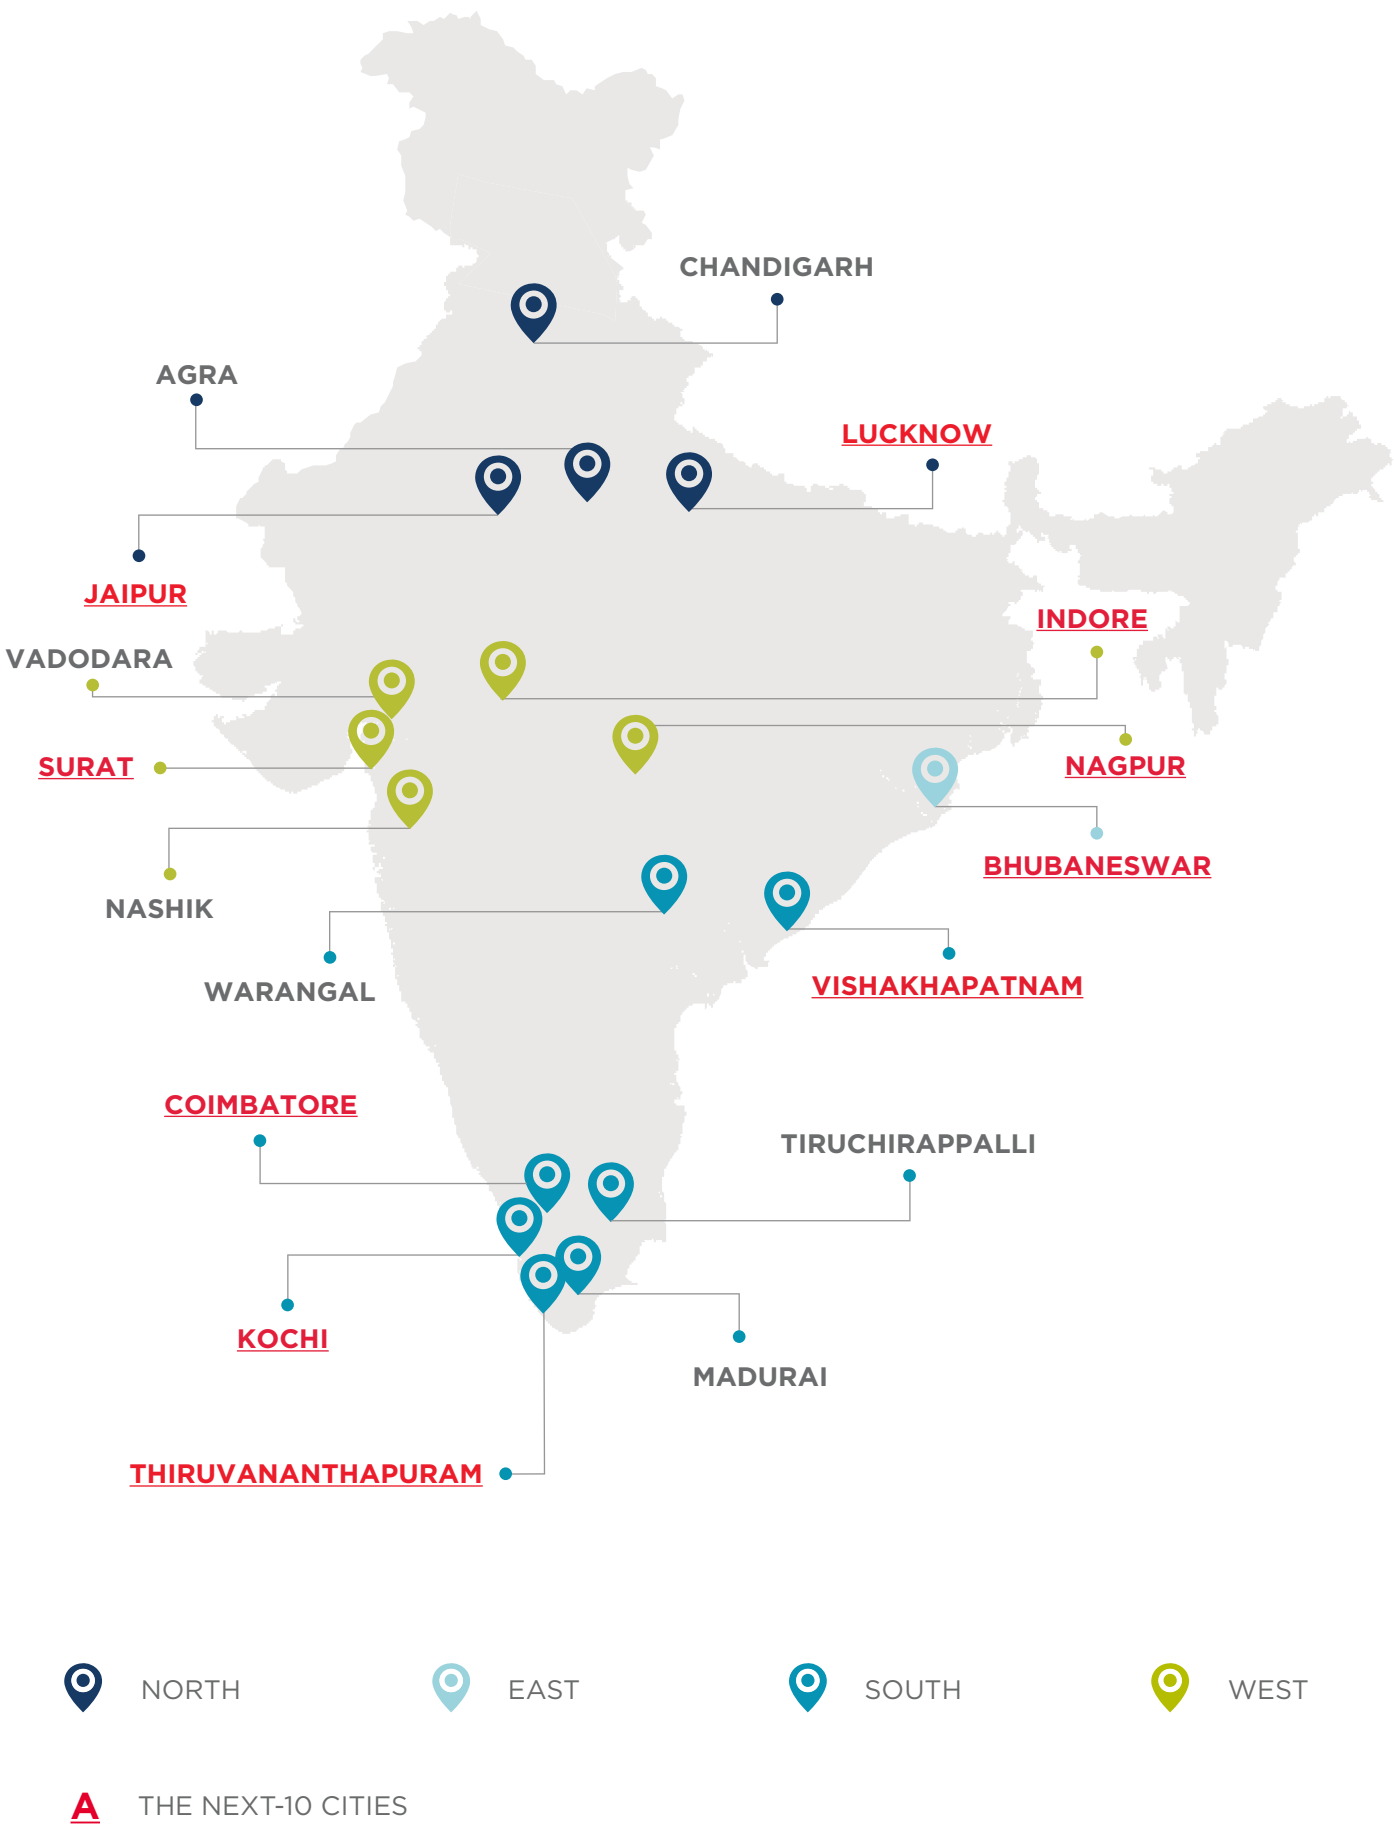 CHANDIGARH
AGRA
LUCKNOW
JAIPUR
INDORE
VADODARA
SURAT
NAGPUR
BHUBANESWAR
NASHIK
VISHAKHAPATNAM
WARANGAL
COIMBATORE
TIRUCHIRAPPALLI
KOCHI
MADURAI
THIRUVANANTHAPURAM
NORTH EAST SOUTH WEST
A THE NEXT-10 CITIES